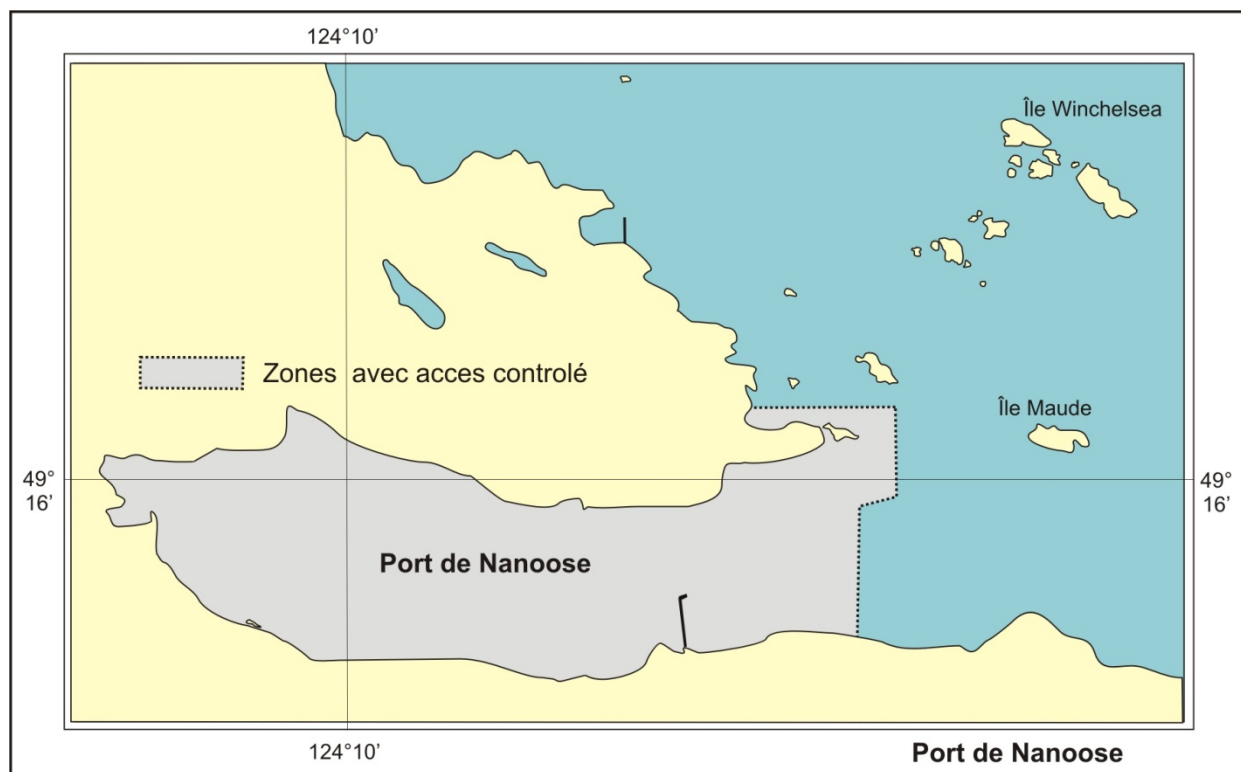 124°10’
Île Winchelsea
Zones avec acces controlé
Île Maude
49°
16’
49°
16’
Port de Nanoose
124°10’
Port de Nanoose